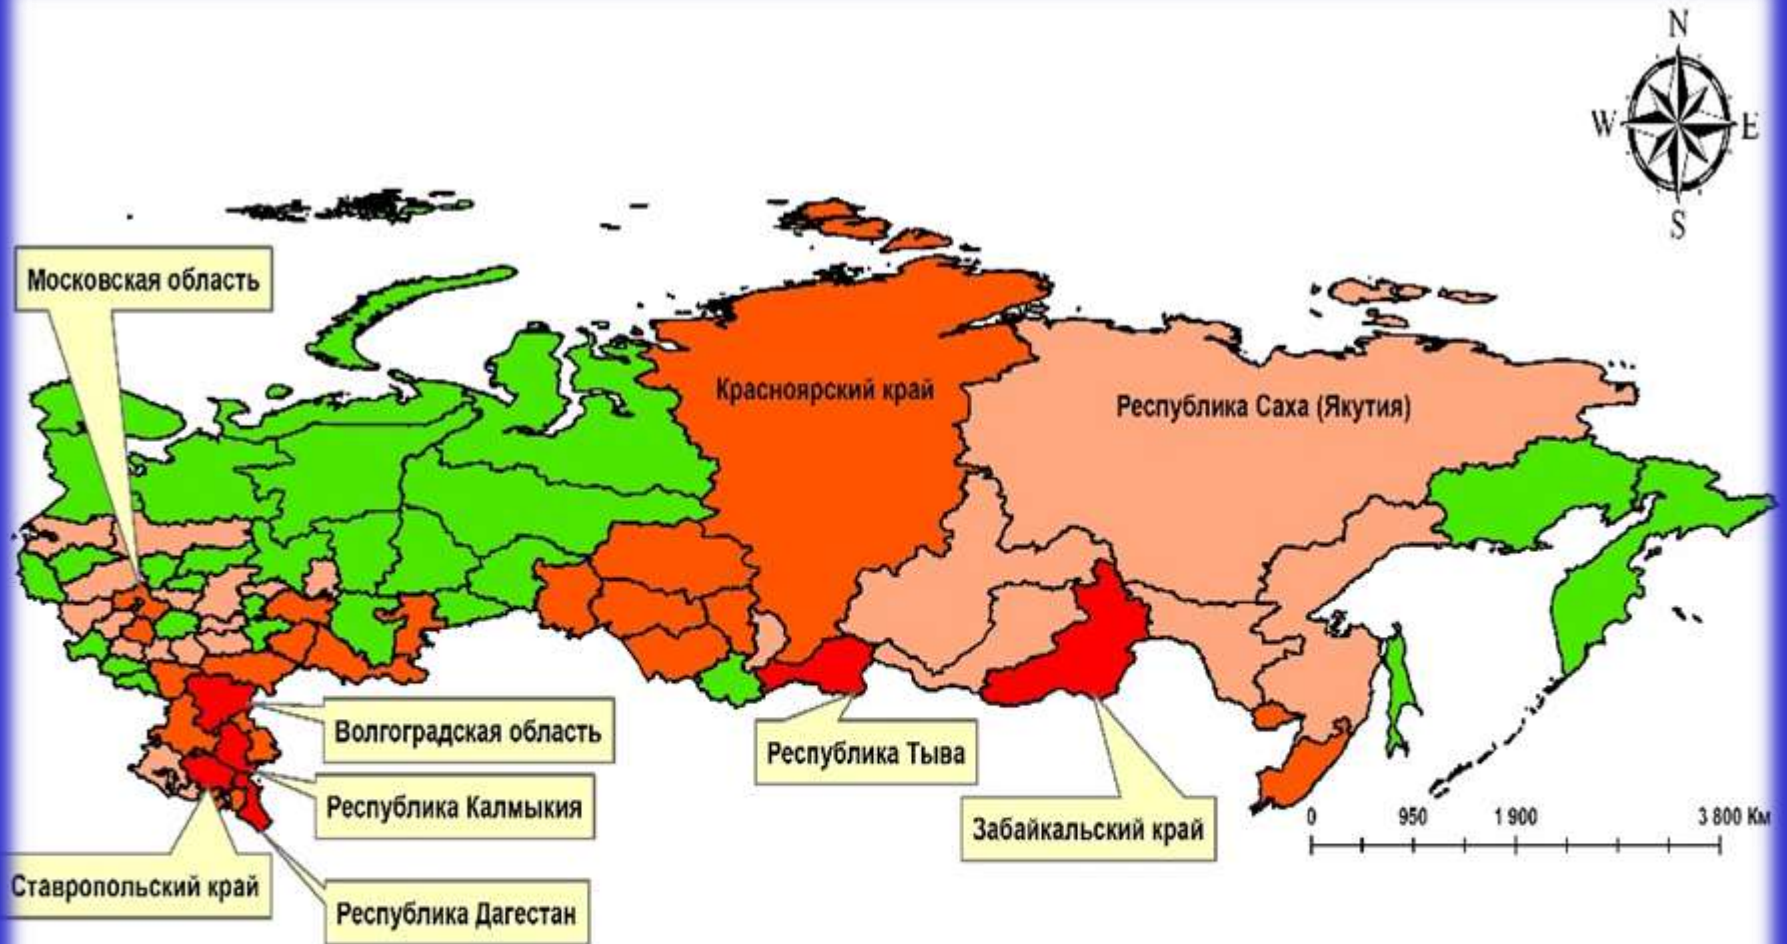 N
W
E
S
Московская область
Красноярский край
Республика Саха (Якутия)
Волгоградская область
Республика Тыва
Республика Калмыкия
Забайкальский край
0 950 1 900 3 800 Км
Ставропольский край
Республика Дагестан